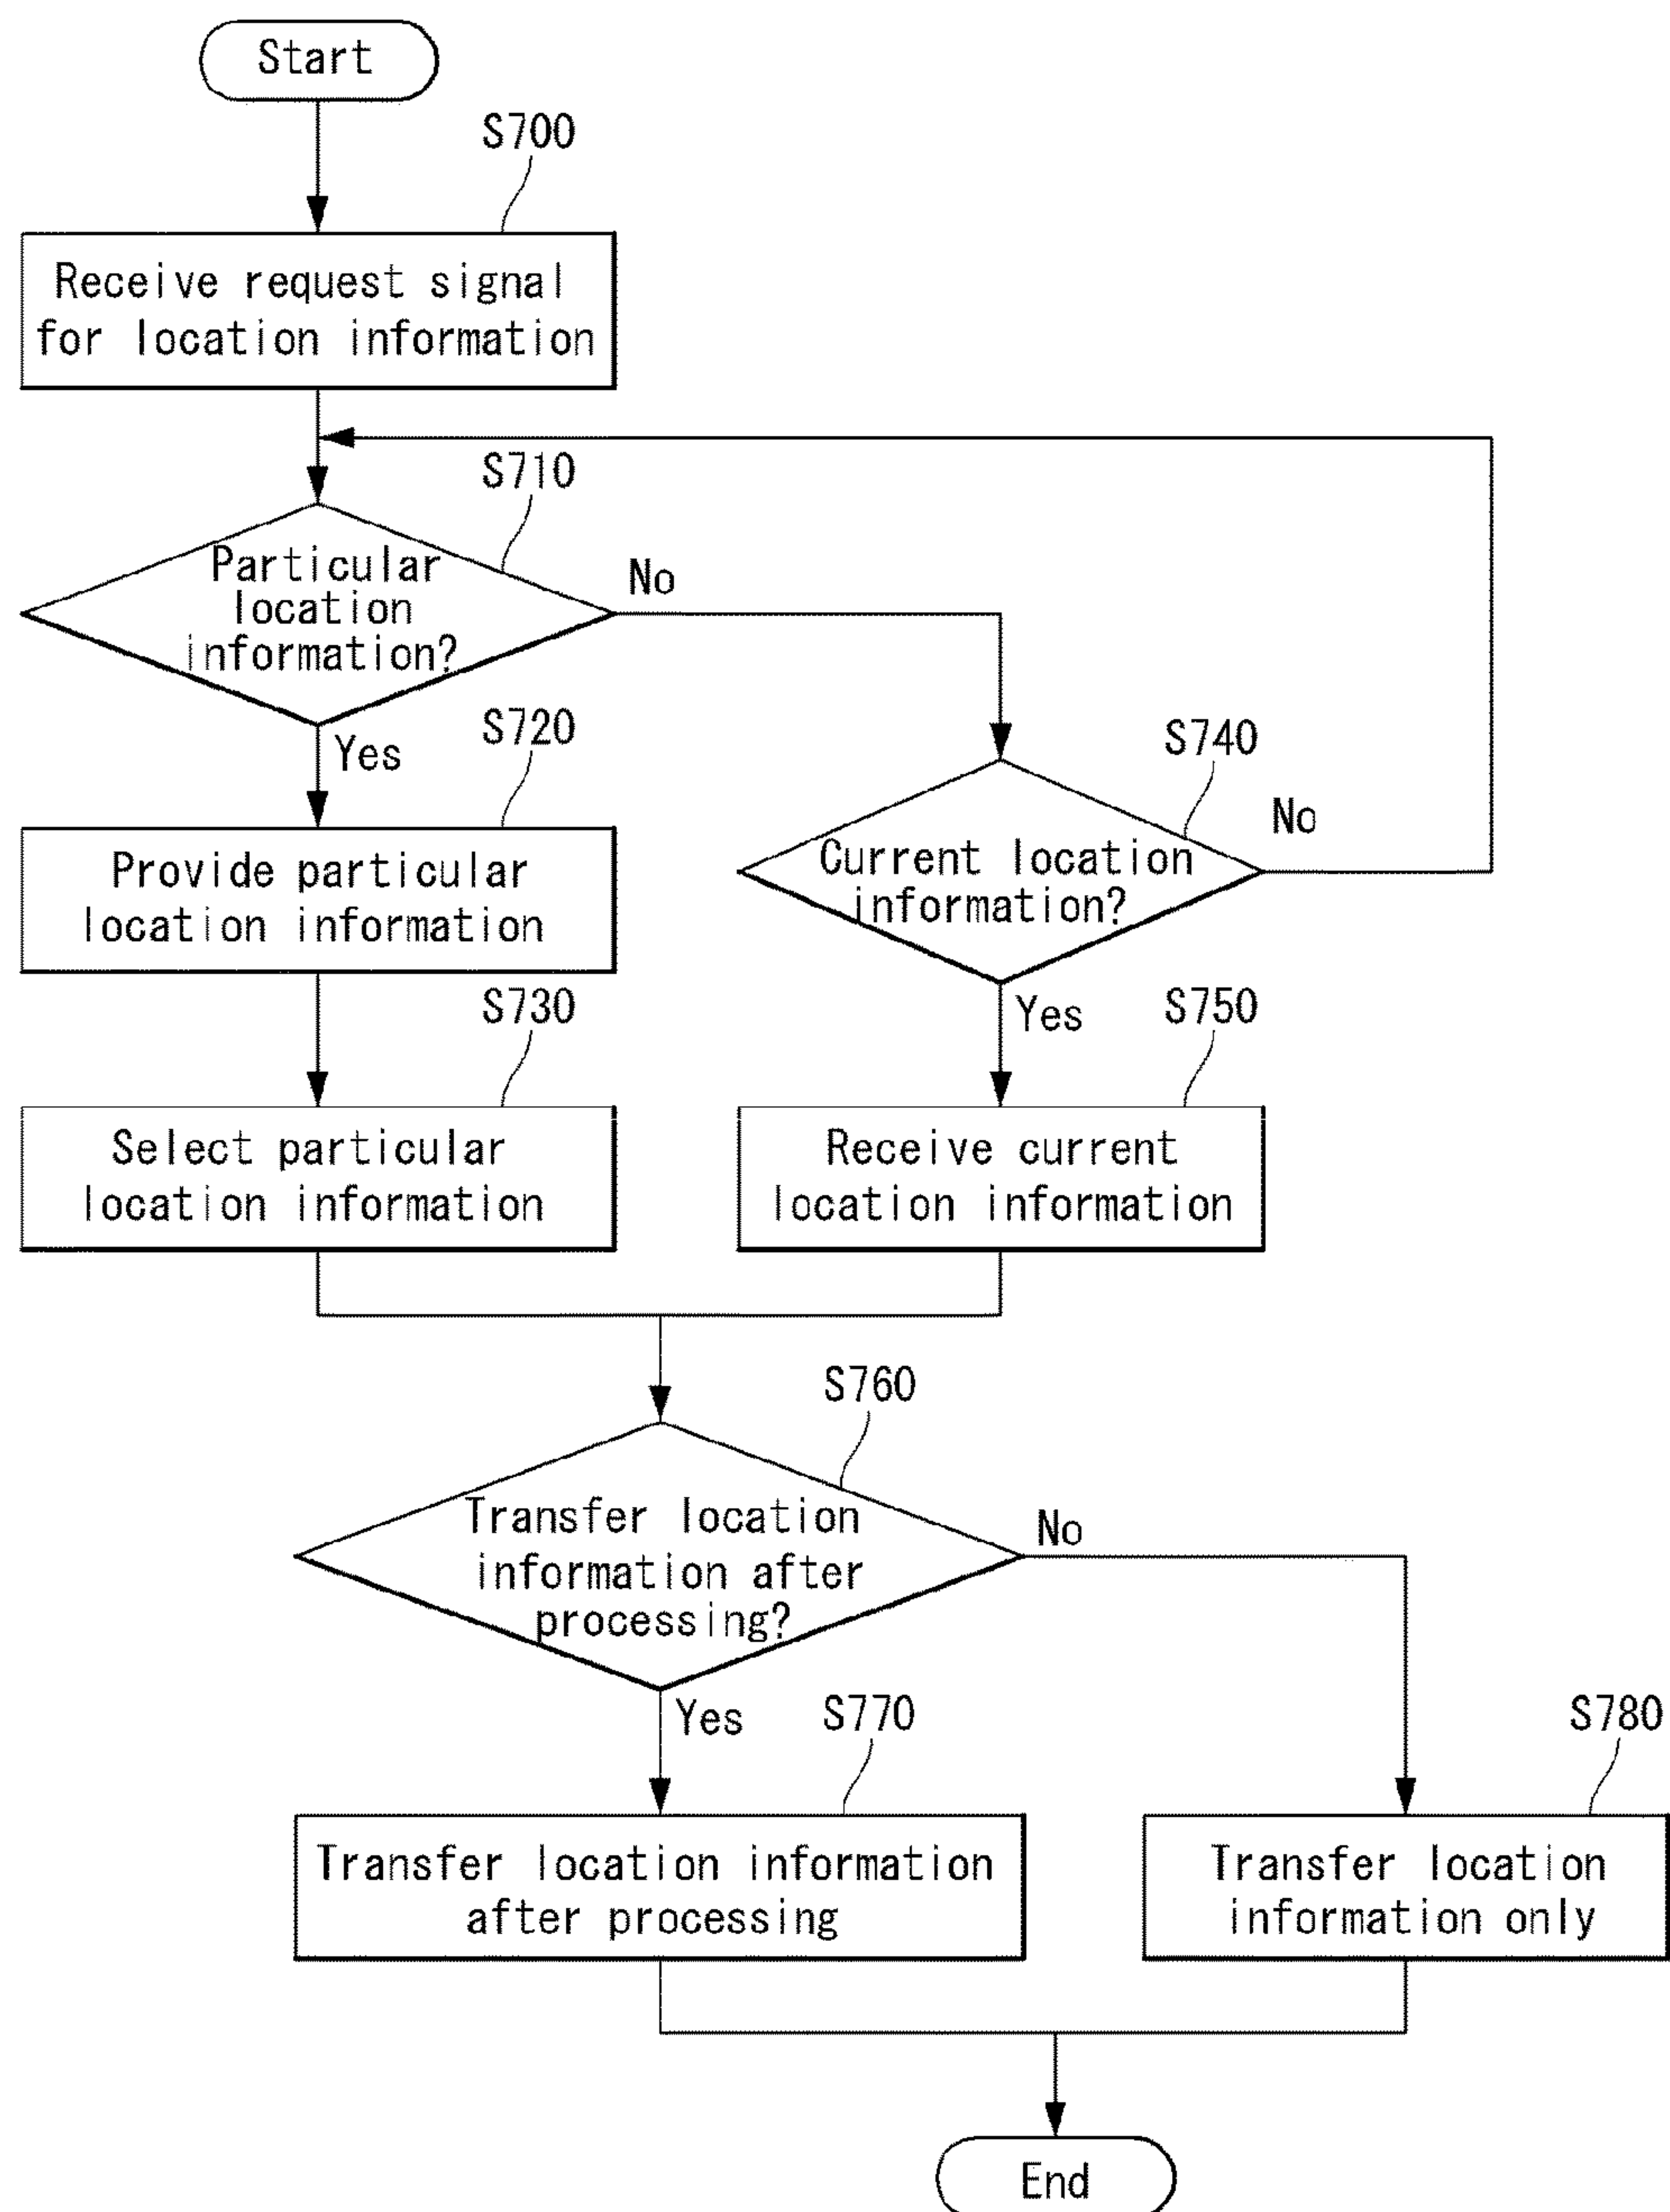 Start
S700
Receive request signal
for location information
S710
Particular
location
information?
No
Yes
S720
S740
Provide particular
location information
Current location
information?
No
S730
Yes
S750
Select particular
location information
Receive current
location information
S760
Transfer location
information after
processing?
No
Yes
S770
S780
Transfer location information
after processing
Transfer location
information only
End